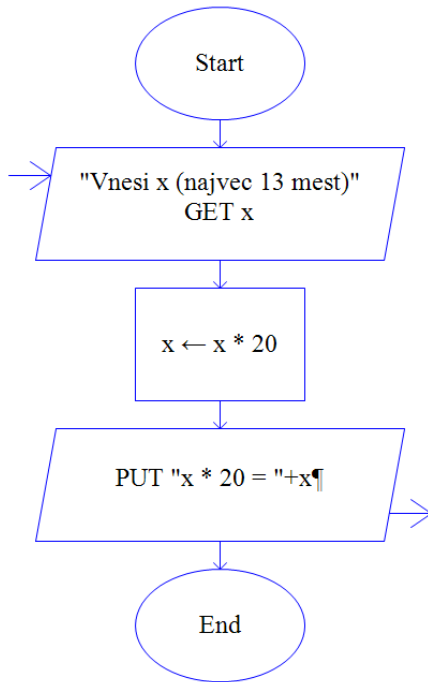 Start
"Vnesi x (najvec 13 mest)"
GET x
x ← x * 20
PUT "x * 20 = "+x¶
End